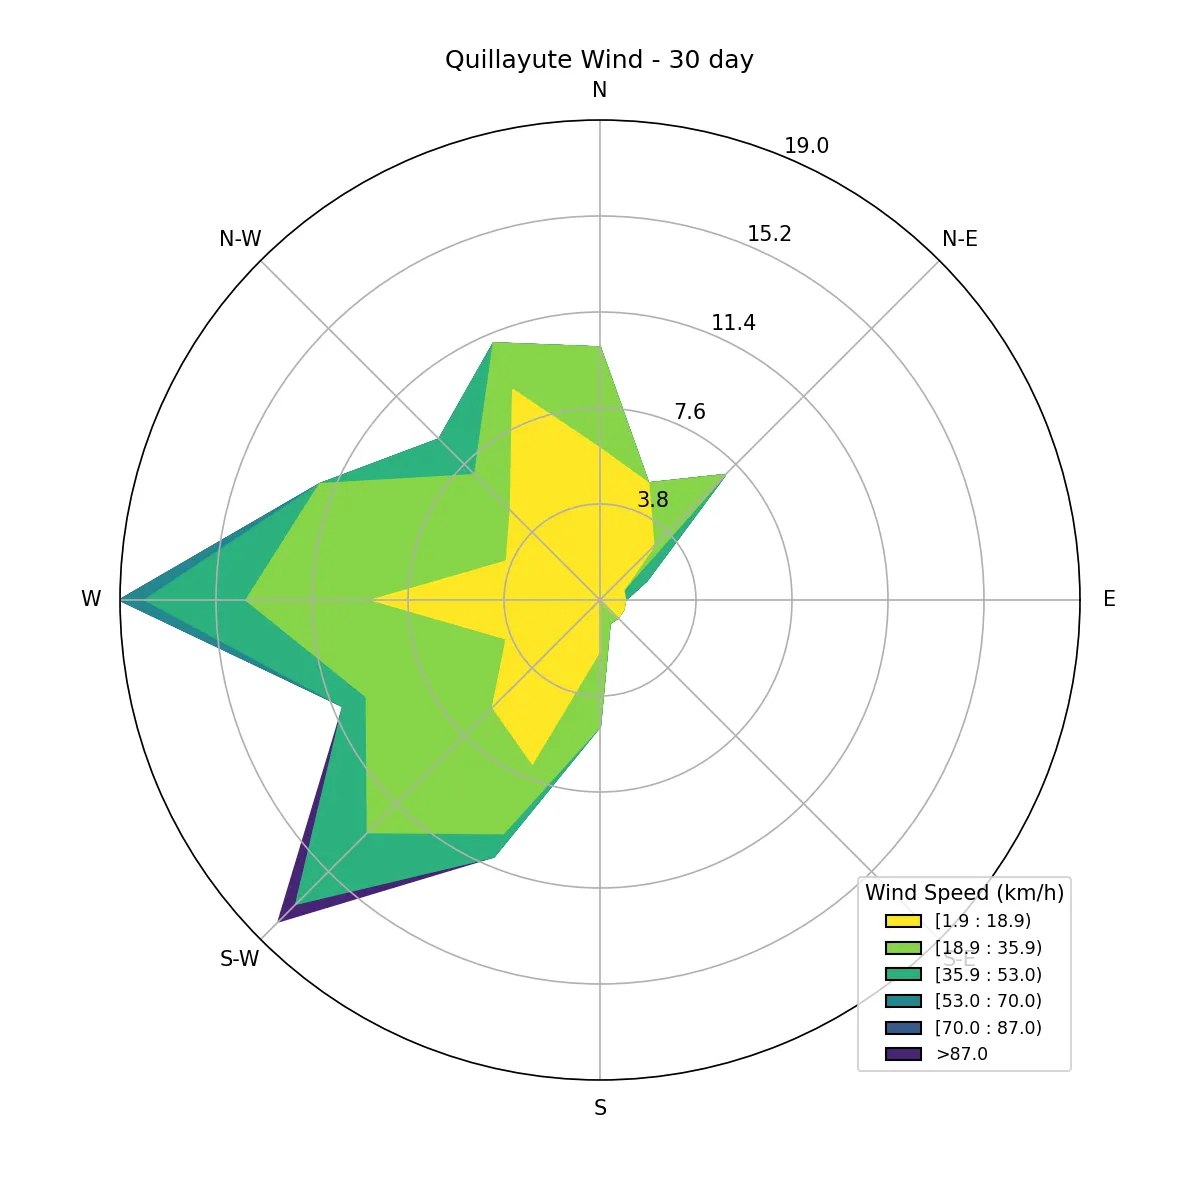 Quillayute Wind - 30 day
N
19.0
15.2
N-W
N-E
11.4
7.6
3.8
W
E
S-W
S-E
Wind Speed (km/h)
[1.9 : 18.9)
[18.9 : 35.9)
[35.9 : 53.0)
[53.0 : 70.0)
[70.0 : 87.0)
>87.0
S